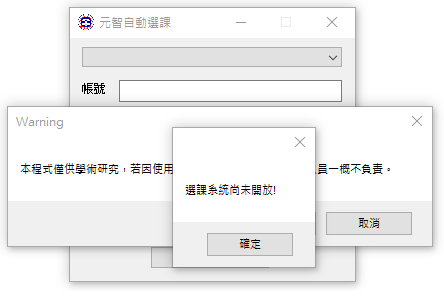 元智自動選課
帳號
Warning
本程式僅供學術研究，若因使用
員一概不負責。
選課系統尚未開放!
取消
確定